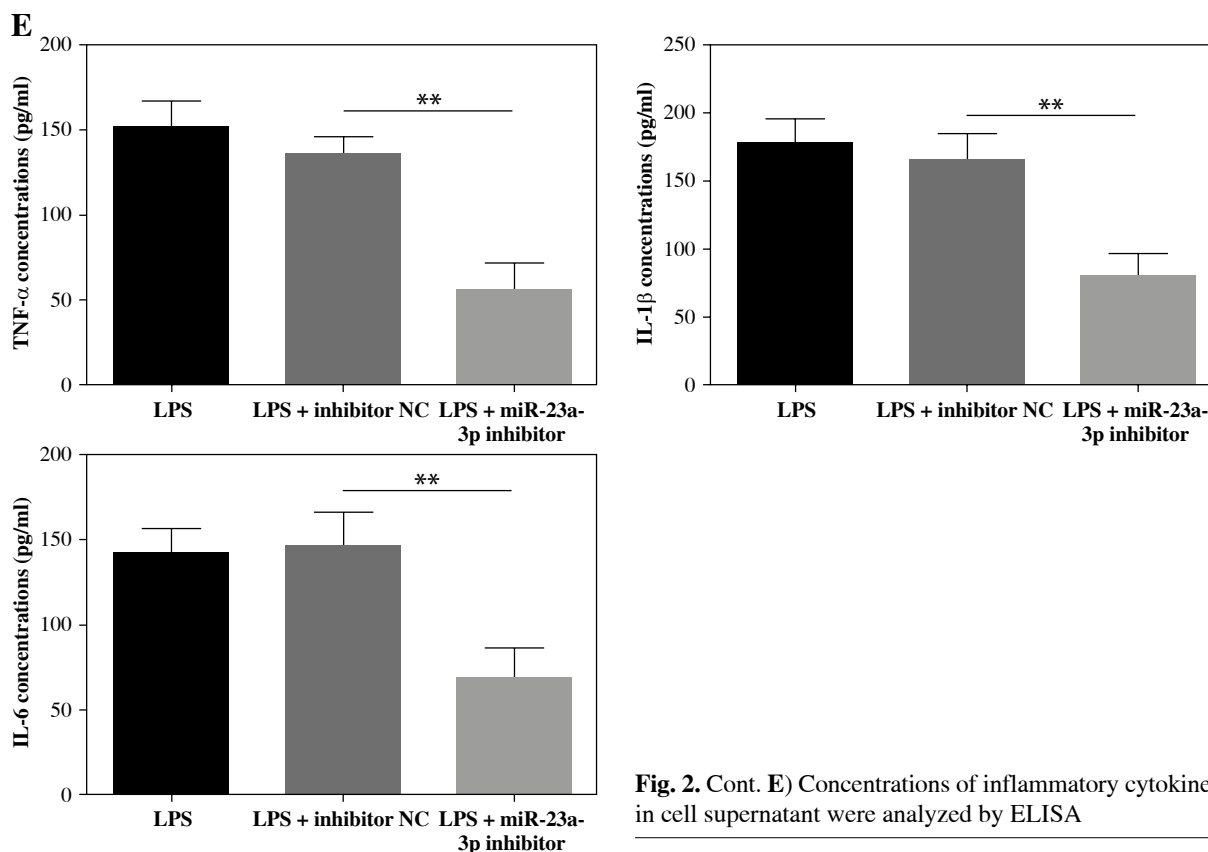 E
TNF-α concentrations (pg/ml)
200
150
100
50
0
**
LPS
LPS + inhibitor NC
LPS + miR-23a-
3p inhibitor
IL-1β concentrations (pg/ml)
250
200
150
100
50
0
**
LPS
LPS + inhibitor NC
LPS + miR-23a-
3p inhibitor
IL-6 concentrations (pg/ml)
200
150
100
50
0
**
LPS
LPS + inhibitor NC
LPS + miR-23a-
3p inhibitor
Fig. 2. Cont. E) Concentrations of inflammatory cytokine
in cell supernatant were analyzed by ELISA